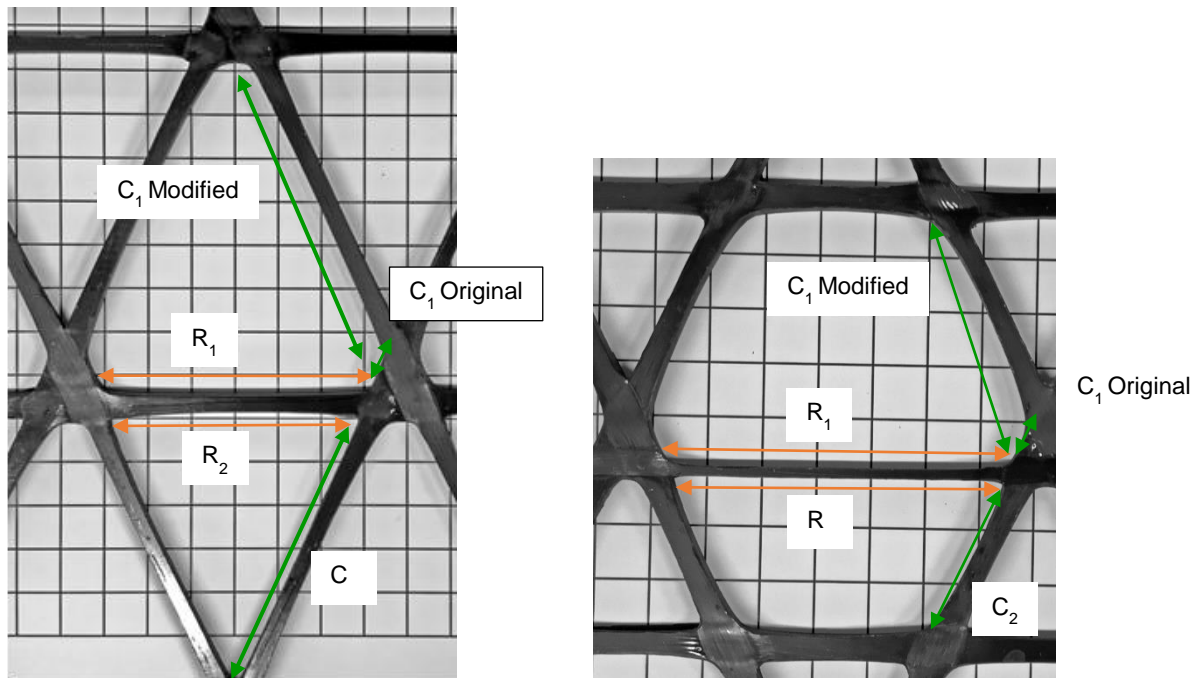 C₁ Modified
C₁ Original
R₁
R₂
C
C₁ Modified
C₁ Original
R₁
R
C₂